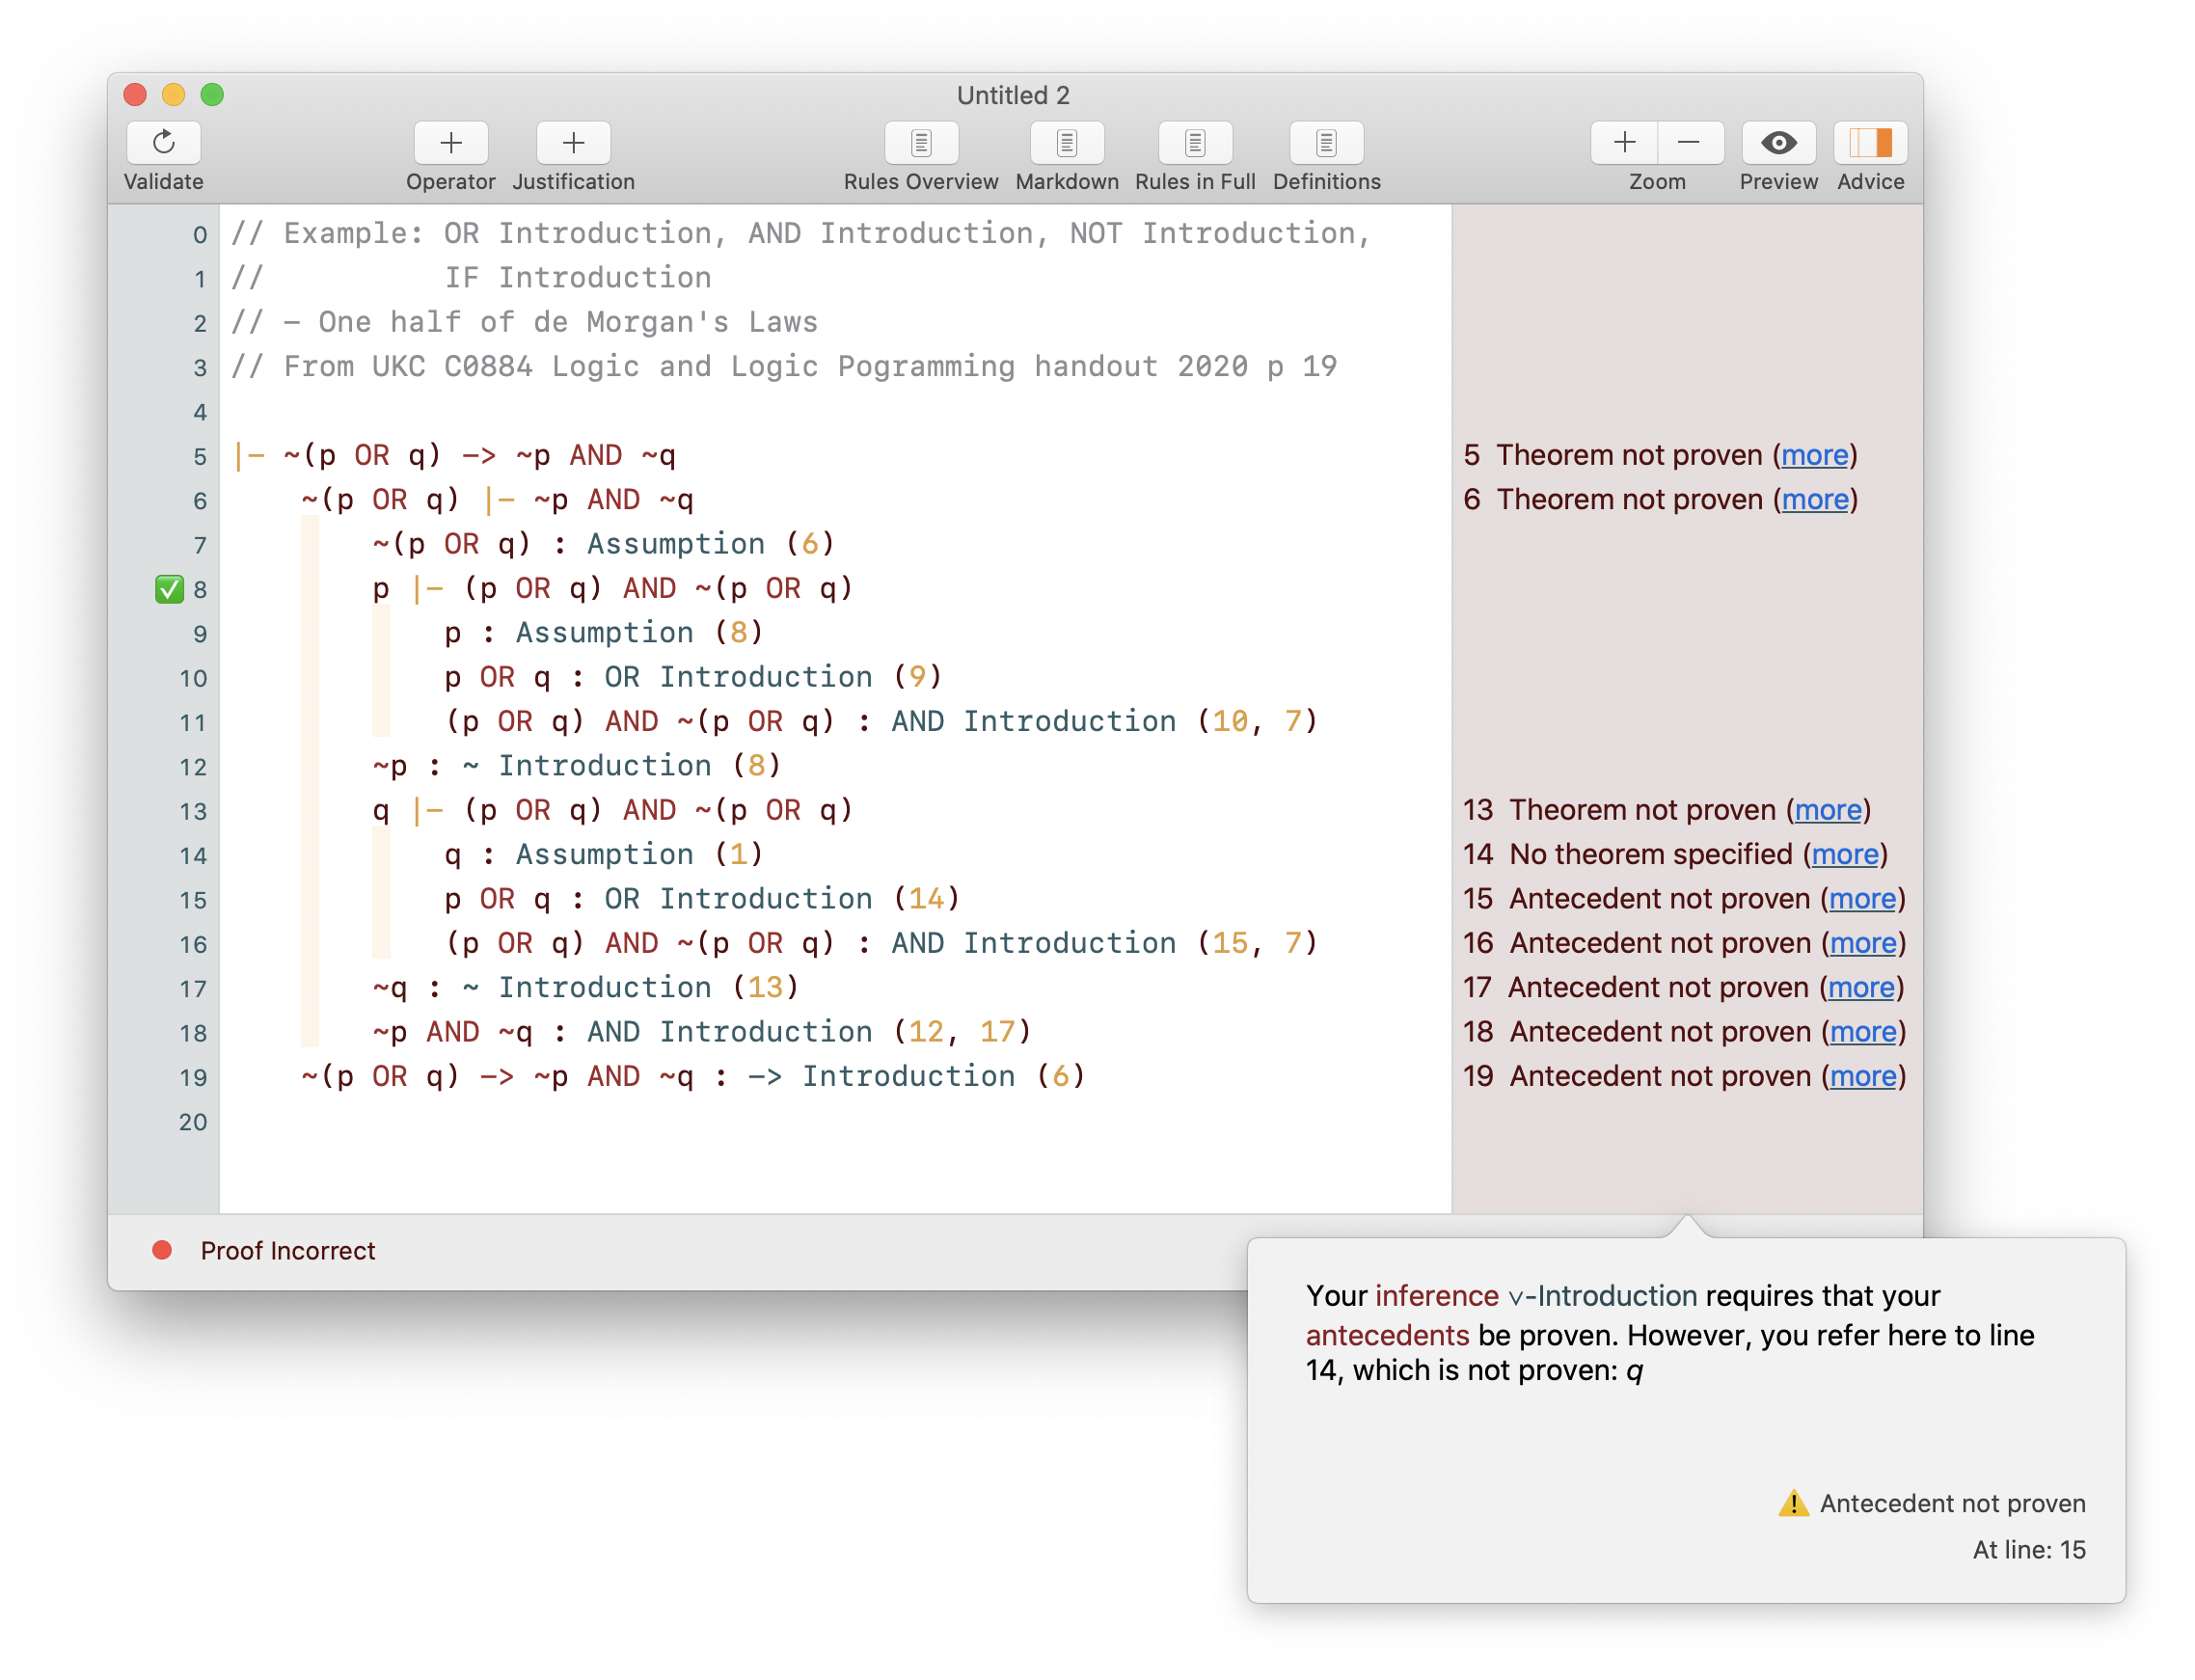 Untitled 2
Validate Operator Justification Rules Overview Markdown Rules in Full Definitions Zoom Preview Advice
0 // Example: OR Introduction, AND Introduction, NOT Introduction,
1 //          IF Introduction
2 // – One half of de Morgan's Laws
3 // From UKC C0884 Logic and Logic Pogramming handout 2020 p 19
4
5 |– ~(p OR q) –> ~p AND ~q 5 Theorem not proven (more)
6 ~(p OR q) |– ~p AND ~q 6 Theorem not proven (more)
7 ~(p OR q) : Assumption (6)
✅ 8 p |– (p OR q) AND ~(p OR q)
9 p : Assumption (8)
10 p OR q : OR Introduction (9)
11 (p OR q) AND ~(p OR q) : AND Introduction (10, 7)
12 ~p : ~ Introduction (8)
13 q |– (p OR q) AND ~(p OR q) 13 Theorem not proven (more)
14 q : Assumption (1) 14 No theorem specified (more)
15 p OR q : OR Introduction (14) 15 Antecedent not proven (more)
16 (p OR q) AND ~(p OR q) : AND Introduction (15, 7) 16 Antecedent not proven (more)
17 ~q : ~ Introduction (13) 17 Antecedent not proven (more)
18 ~p AND ~q : AND Introduction (12, 17) 18 Antecedent not proven (more)
19 ~(p OR q) –> ~p AND ~q : –> Introduction (6) 19 Antecedent not proven (more)
20
Proof Incorrect
Your inference ∨-Introduction requires that your
antecedents be proven. However, you refer here to line
14, which is not proven: q
⚠️ Antecedent not proven
At line: 15